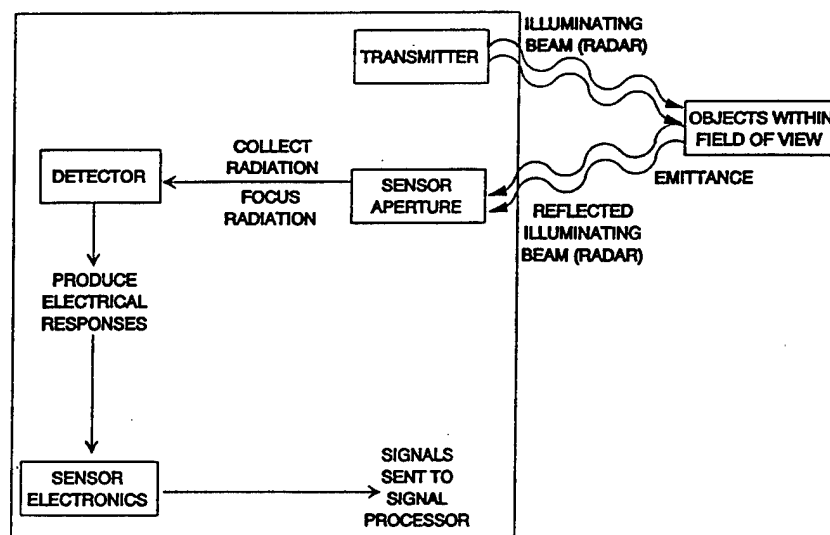 ILLUMINATING
BEAM (RADAR)
TRANSMITTER
OBJECTS WITHIN
FIELD OF VIEW
COLLECT
RADIATION
DETECTOR
FOCUS
RADIATION
SENSOR
APERTURE
EMITTANCE
REFLECTED
ILLUMINATING
BEAM (RADAR)
PRODUCE
ELECTRICAL
RESPONSES
SENSOR
ELECTRONICS
SIGNALS
SENT TO
SIGNAL
PROCESSOR